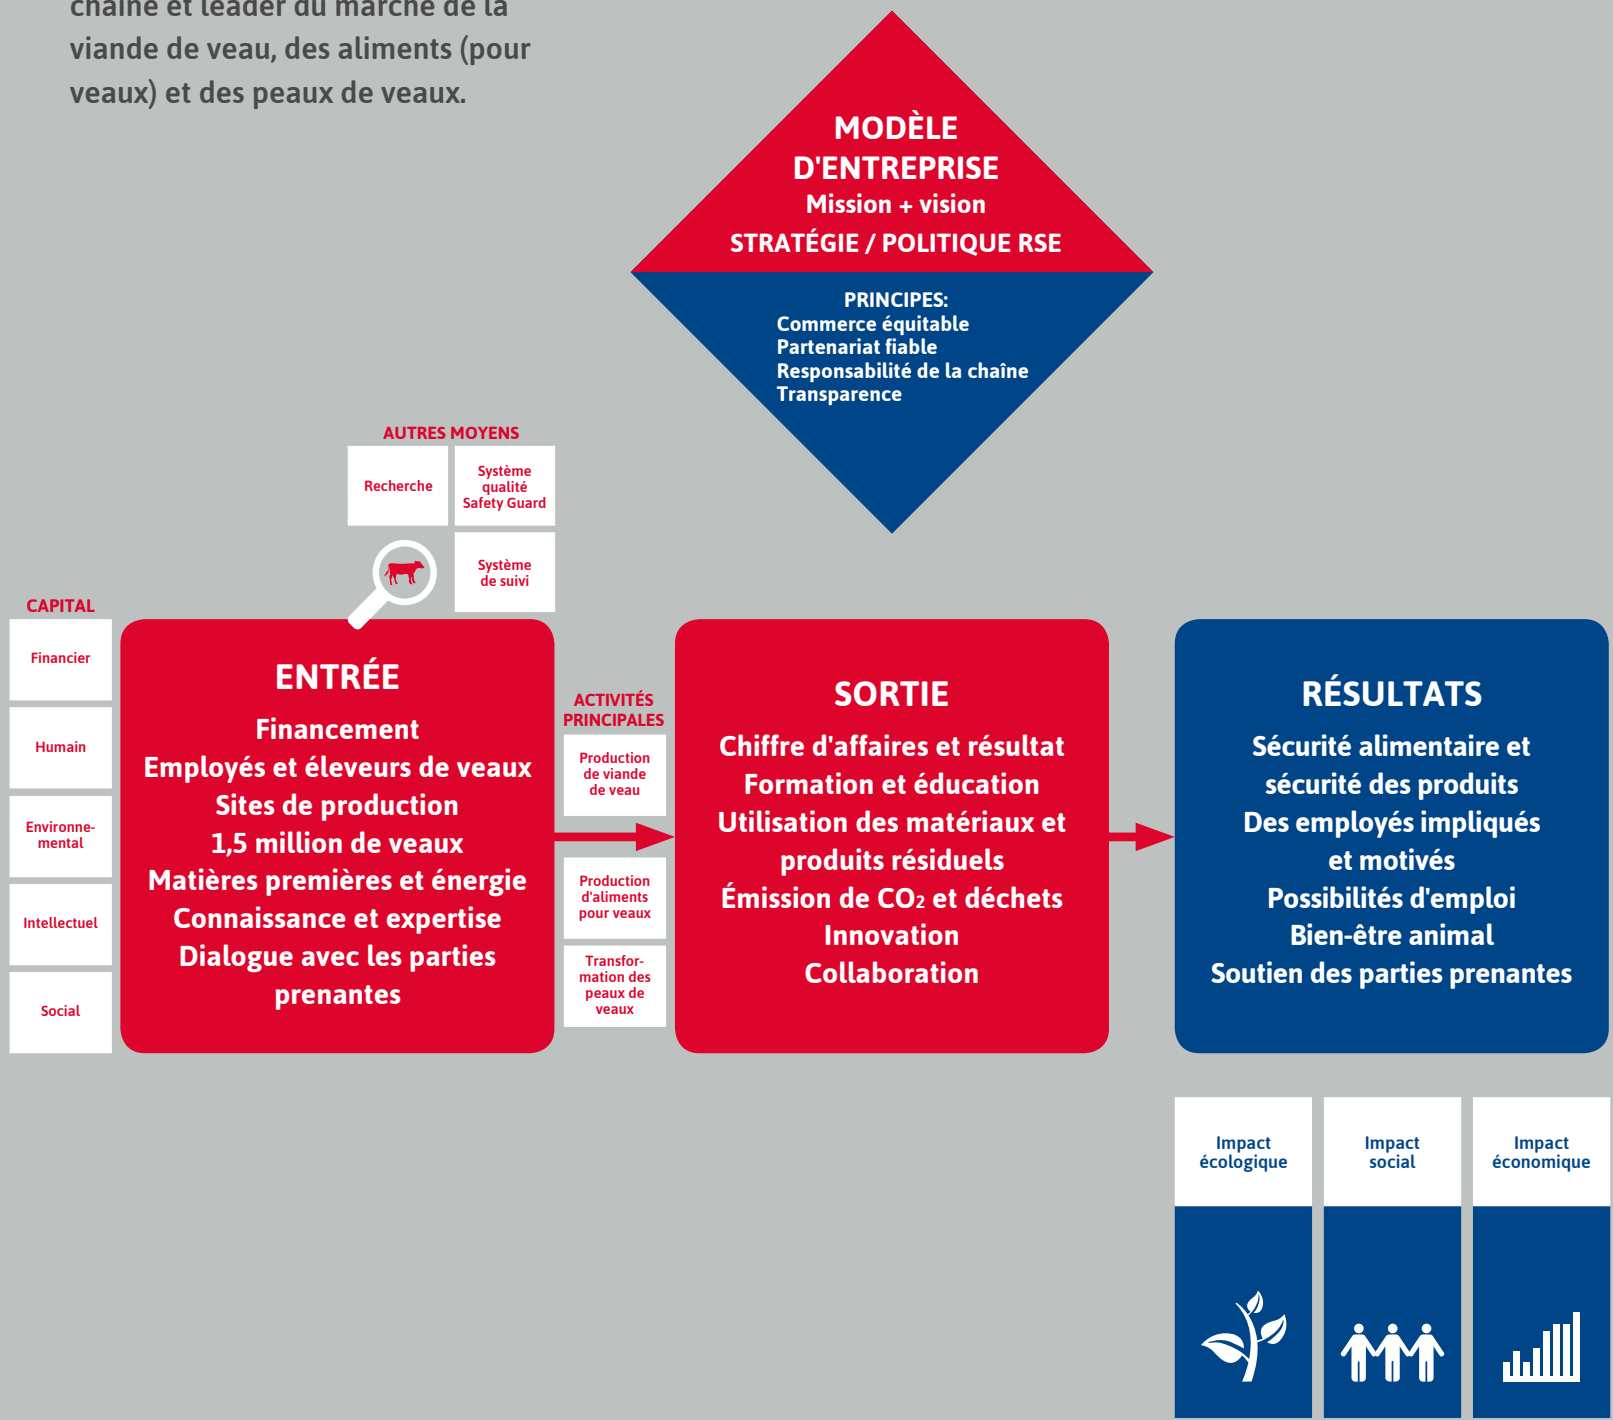 chaîne et leader du marché de la
viande de veau, des aliments (pour
veaux) et des peaux de veaux.
MODÈLE
D'ENTREPRISE
Mission + vision
STRATÉGIE / POLITIQUE RSE
PRINCIPES:
Commerce équitable
Partenariat fiable
Responsabilité de la chaîne
Transparence
AUTRES MOYENS
Recherche
Système
qualité
Safety Guard
Système
de suivi
CAPITAL
Financier
Humain
Environne-
mental
Intellectuel
Social
ENTRÉE
Financement
Employés et éleveurs de veaux
Sites de production
1,5 million de veaux
Matières premières et énergie
Connaissance et expertise
Dialogue avec les parties
prenantes
ACTIVITÉS
PRINCIPALES
Production
de viande
de veau
Production
d'aliments
pour veaux
Transfor-
mation des
peaux de
veaux
SORTIE
Chiffre d'affaires et résultat
Formation et éducation
Utilisation des matériaux et
produits résiduels
Émission de CO₂ et déchets
Innovation
Collaboration
RÉSULTATS
Sécurité alimentaire et
sécurité des produits
Des employés impliqués
et motivés
Possibilités d'emploi
Bien-être animal
Soutien des parties prenantes
Impact
écologique
Impact
social
Impact
économique